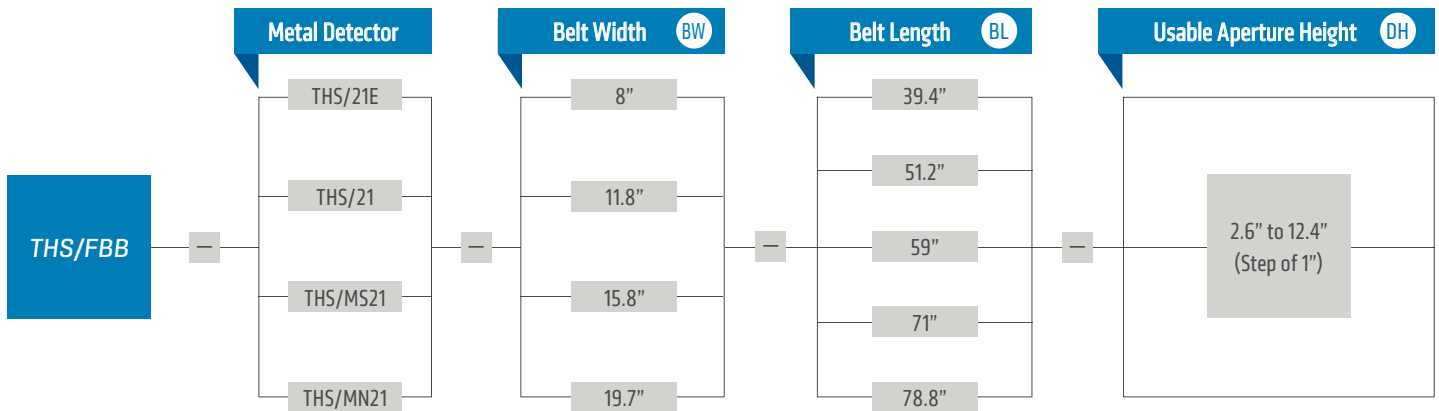 Metal Detector
Belt Width BW
Belt Length BL
Usable Aperture Height DH
THS/FBB
–
THS/21E
THS/21
THS/MS21
THS/MN21
–
8”
11.8”
15.8”
19.7”
–
39.4”
51.2”
59”
71”
78.8”
–
2.6” to 12.4”
(Step of 1”)